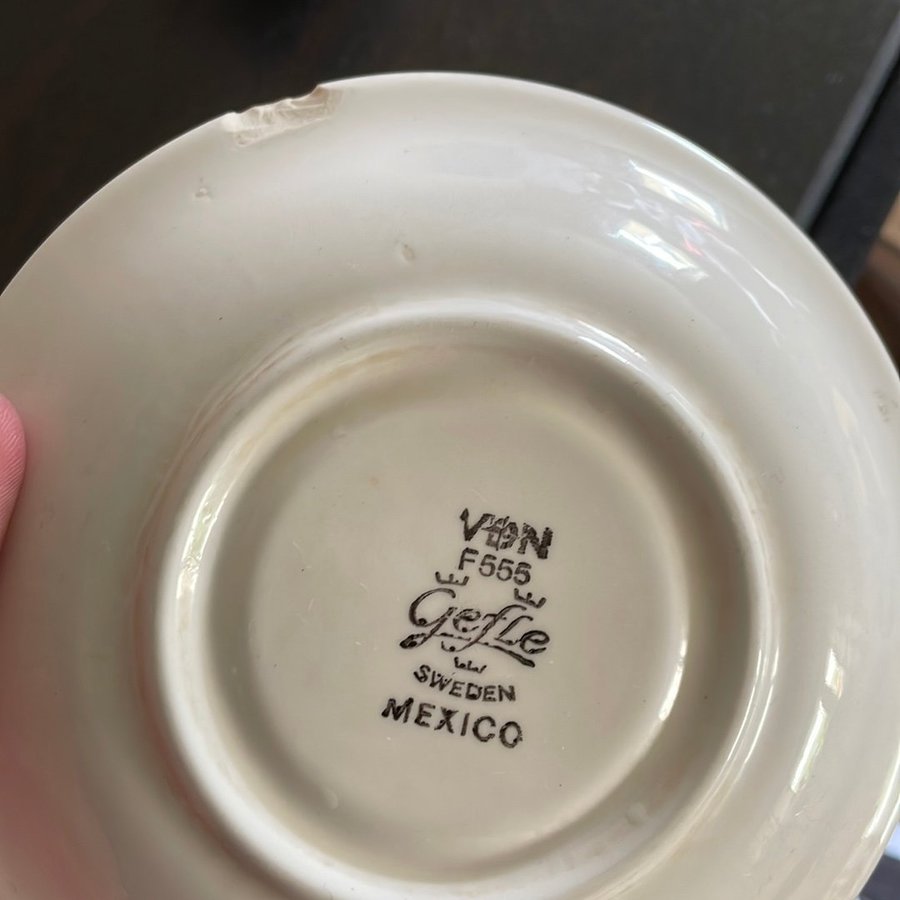 VDN
F555
Gefle
SWEDEN
MEXICO